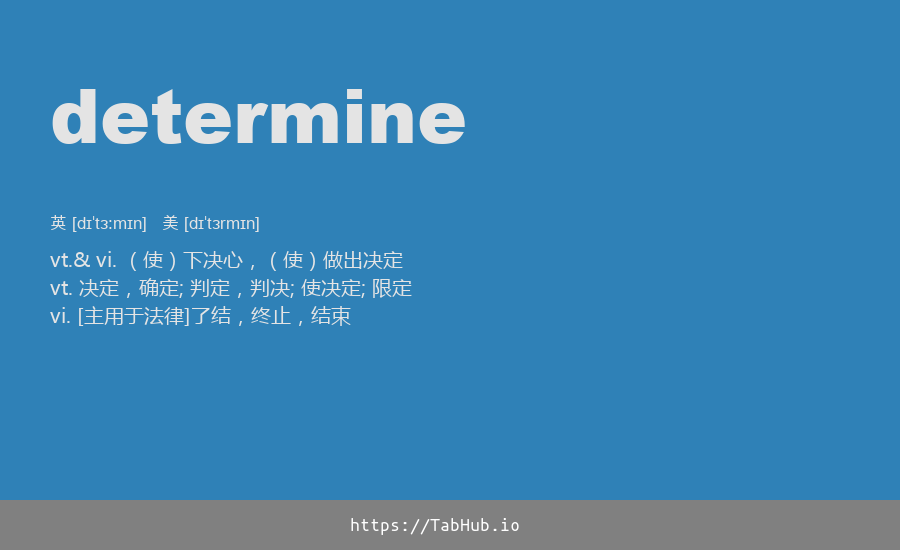 determine
英 [dɪˈtɜːmɪn] 美 [dɪˈtɜrmɪn]
vt.& vi. （使）下决心，（使）做出决定
vt. 决定，确定; 判定，判决; 使决定; 限定
vi. [主用于法律]了结，终止，结束
https://TabHub.io